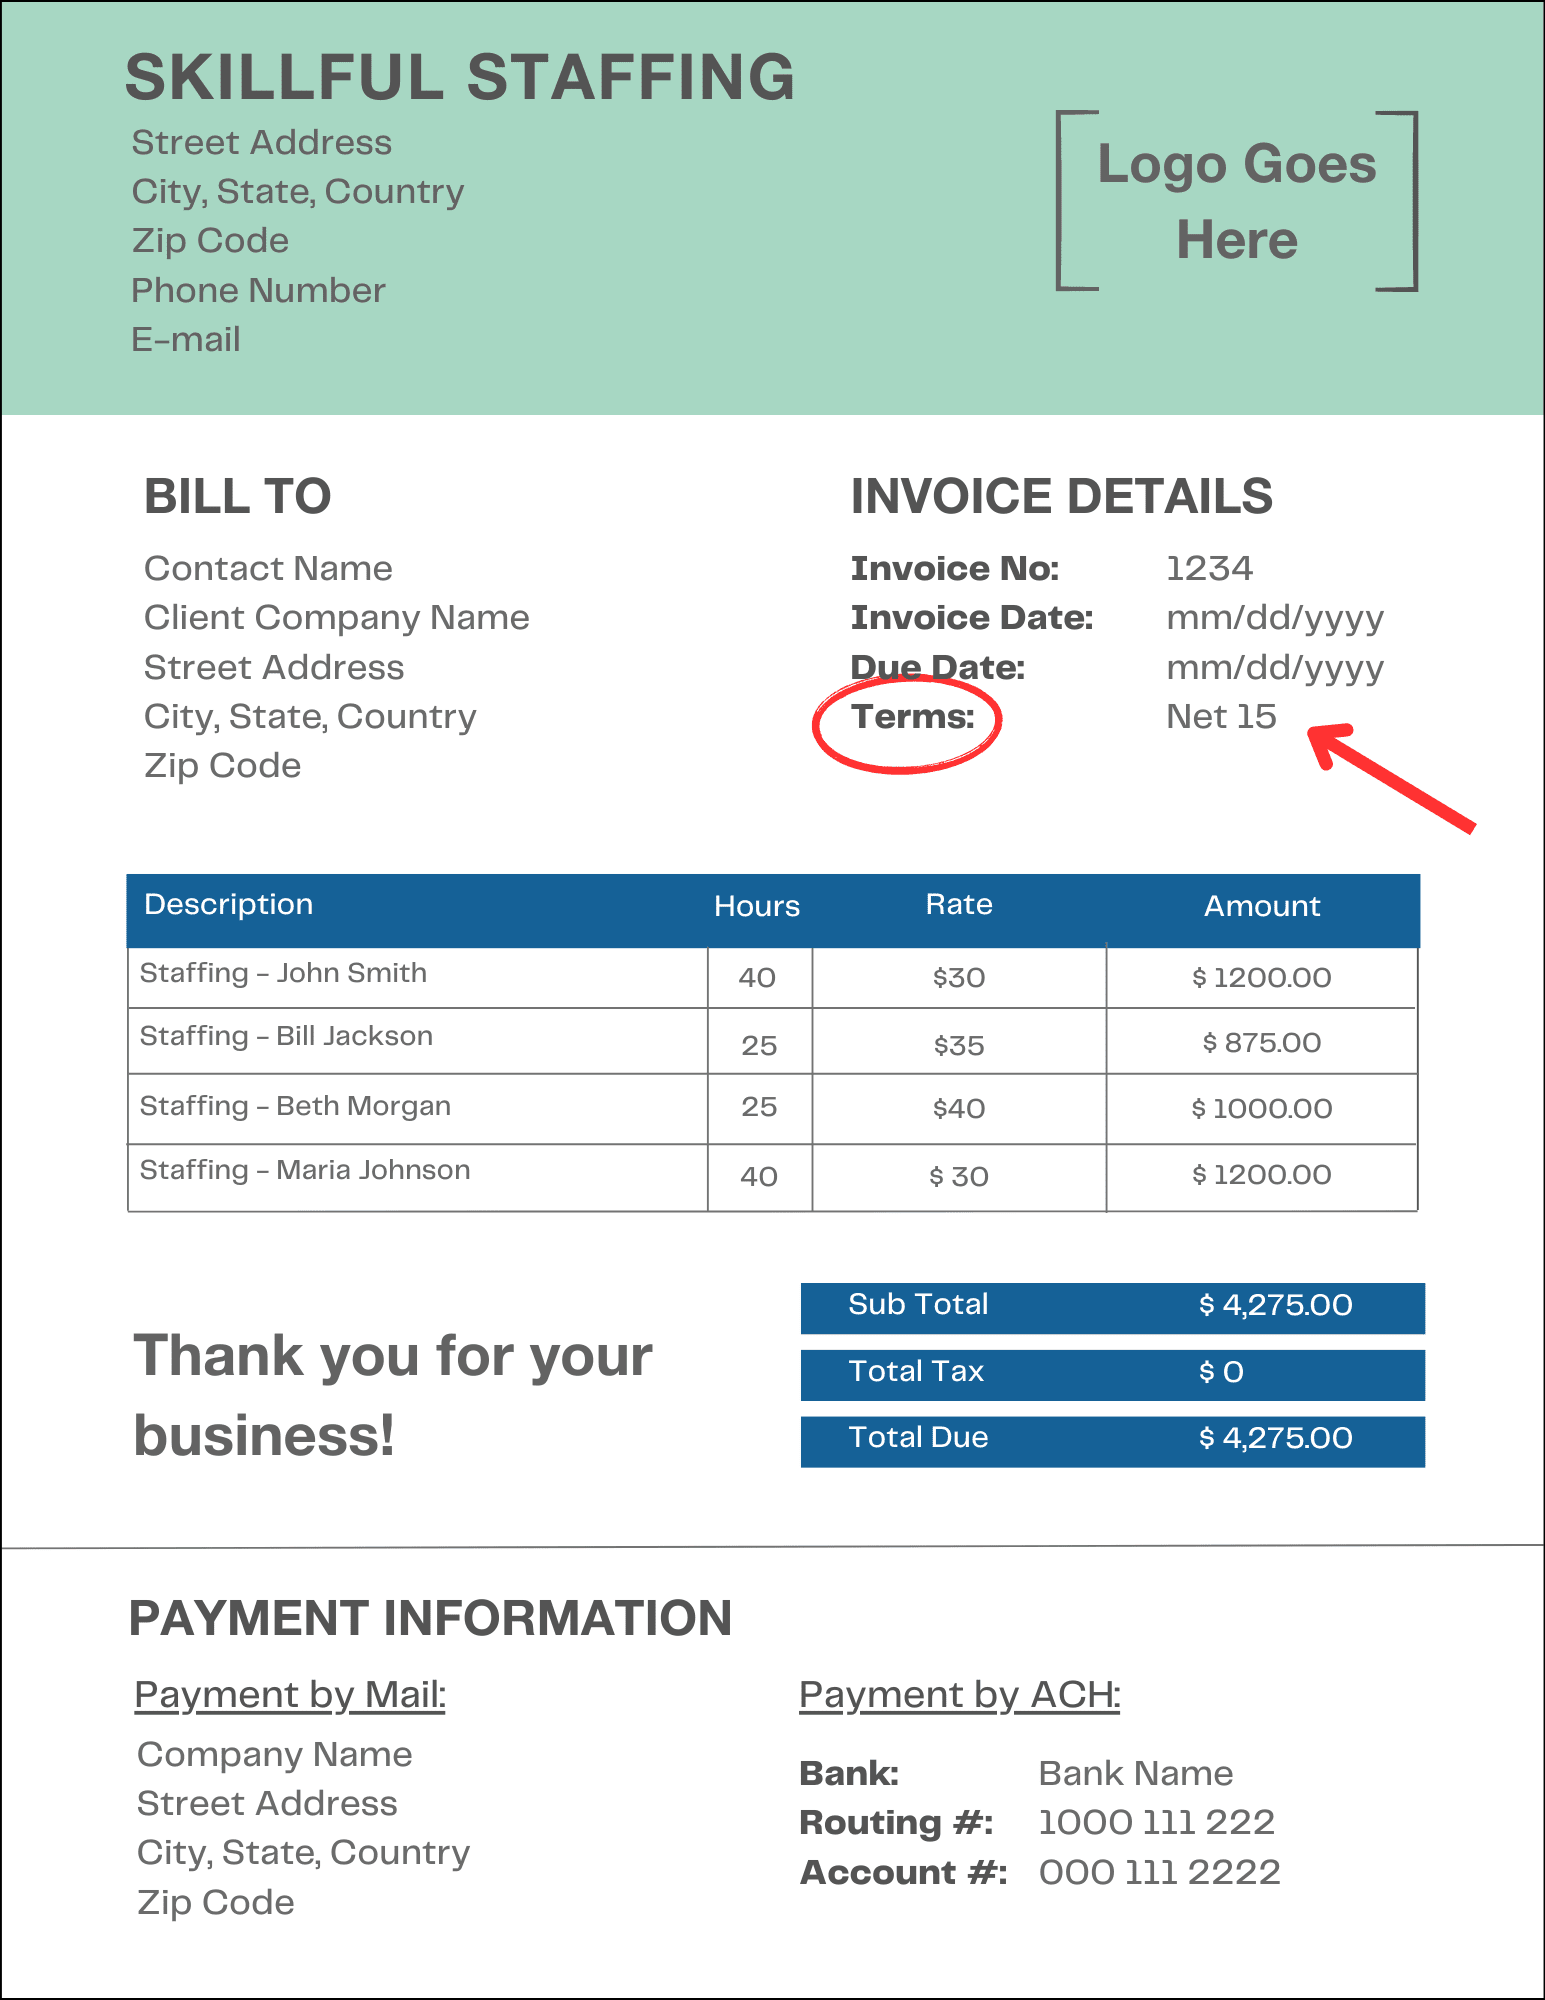 SKILLFUL STAFFING
Street Address
City, State, Country
Zip Code
Phone Number
E-mail
Logo Goes
Here
BILL TO
Contact Name
Client Company Name
Street Address
City, State, Country
Zip Code
INVOICE DETAILS
Invoice No: 1234
Invoice Date: mm/dd/yyyy
Due Date: mm/dd/yyyy
Terms: Net 15
Description Hours Rate Amount
Staffing - John Smith 40 $30 $ 1200.00
Staffing - Bill Jackson 25 $35 $ 875.00
Staffing - Beth Morgan 25 $40 $ 1000.00
Staffing - Maria Johnson 40 $ 30 $ 1200.00
Sub Total $ 4,275.00
Total Tax $ 0
Total Due $ 4,275.00
Thank you for your
business!
PAYMENT INFORMATION
Payment by Mail:
Company Name
Street Address
City, State, Country
Zip Code
Payment by ACH:
Bank: Bank Name
Routing #: 1000 111 222
Account #: 000 111 2222